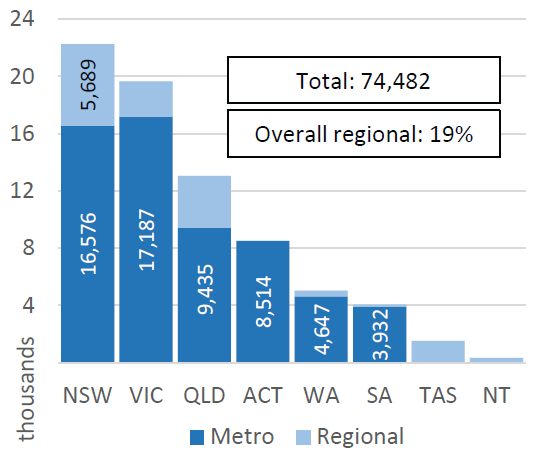 24
20
16
12
8
4
thousands
Total: 74,482
Overall regional: 19%
5,689
16,576
17,187
9,435
8,514
4,647
3,932
NSW VIC QLD ACT WA SA TAS NT
Metro Regional